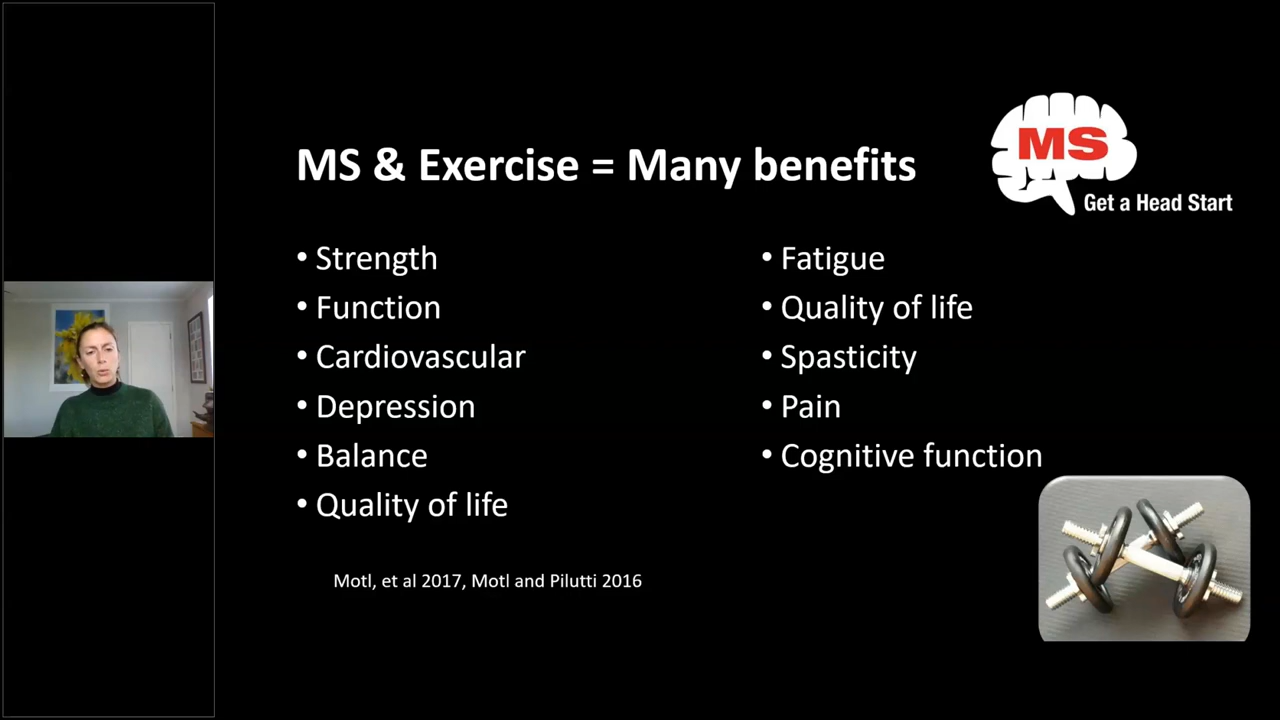 MS & Exercise = Many benefits
MS
Get a Head Start
• Strength
• Function
• Cardiovascular
• Depression
• Balance
• Quality of life
• Fatigue
• Quality of life
• Spasticity
• Pain
• Cognitive function
Motl, et al 2017, Motl and Pilutti 2016